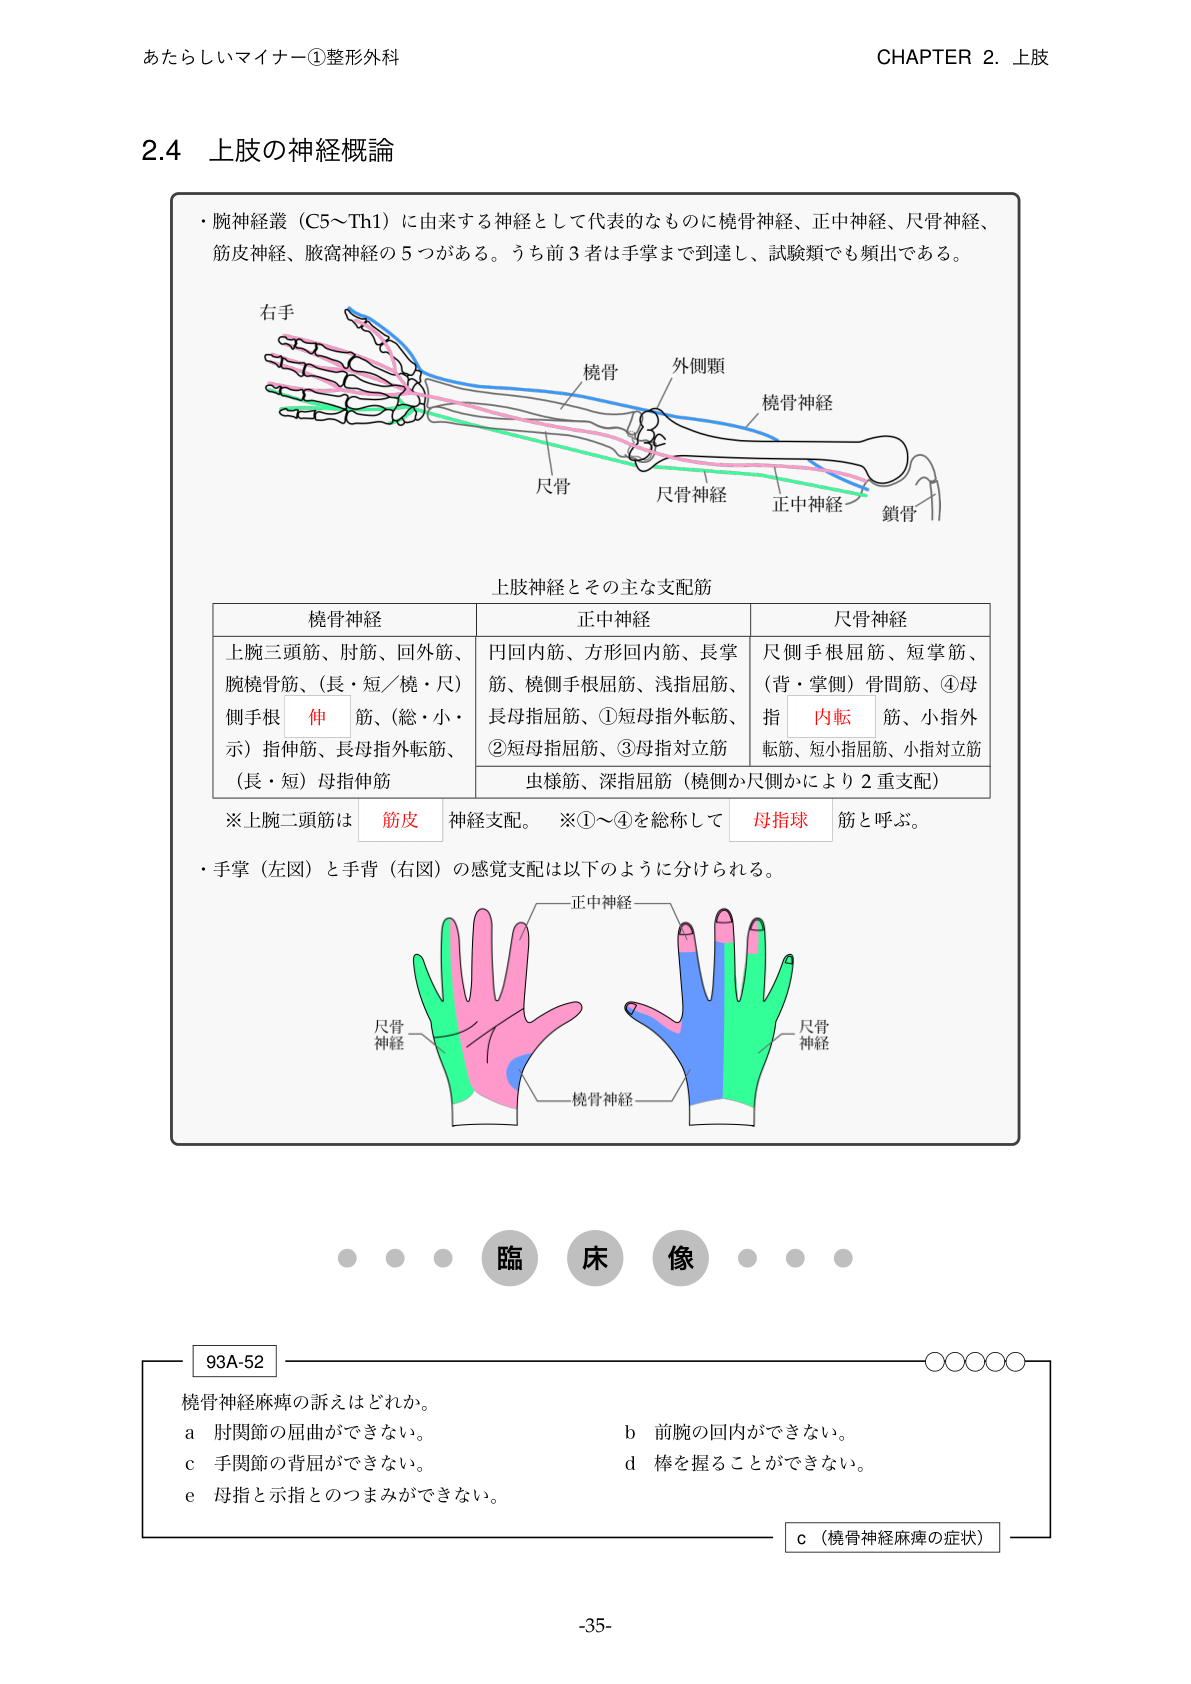 あたらしいマイナー①整形外科
CHAPTER 2. 上肢
2.4 上肢の神経概論
・腕神経叢（C5〜Th1）に由来する神経として代表的なものに橈骨神経、正中神経、尺骨神経、
筋皮神経、腋窩神経の 5 つがある。うち前 3 者は手掌まで到達し、試験類でも頻出である。
右手
橈骨
外側顆
橈骨神経
尺骨
尺骨神経
正中神経
鎖骨
上肢神経とその主な支配筋
橈骨神経
正中神経
尺骨神経
上腕三頭筋、肘筋、回外筋、
腕橈骨筋、（長・短／橈・尺）
側手根 伸 筋、（総・小・
示）指伸筋、長母指外転筋、
（長・短）母指伸筋
円回内筋、方形回内筋、長掌
筋、橈側手根屈筋、浅指屈筋、
長母指屈筋、①短母指外転筋、
②短母指屈筋、③母指対立筋
尺側手根屈筋、短掌筋、
（背・掌側）骨間筋、④母
指 内転 筋、小指外
転筋、短小指屈筋、小指対立筋
虫様筋、深指屈筋（橈側か尺側かにより 2 重支配）
※上腕二頭筋は 筋皮 神経支配。 ※①〜④を総称して 母指球 筋と呼ぶ。
・手掌（左図）と手背（右図）の感覚支配は以下のように分けられる。
正中神経
尺骨
神経
尺骨
神経
橈骨神経
臨床像
93A-52
橈骨神経麻痺の訴えはどれか。
a 肘関節の屈曲ができない。
b 前腕の回内ができない。
c 手関節の背屈ができない。
d 棒を握ることができない。
e 母指と示指とのつまみができない。
c （橈骨神経麻痺の症状）
-35-